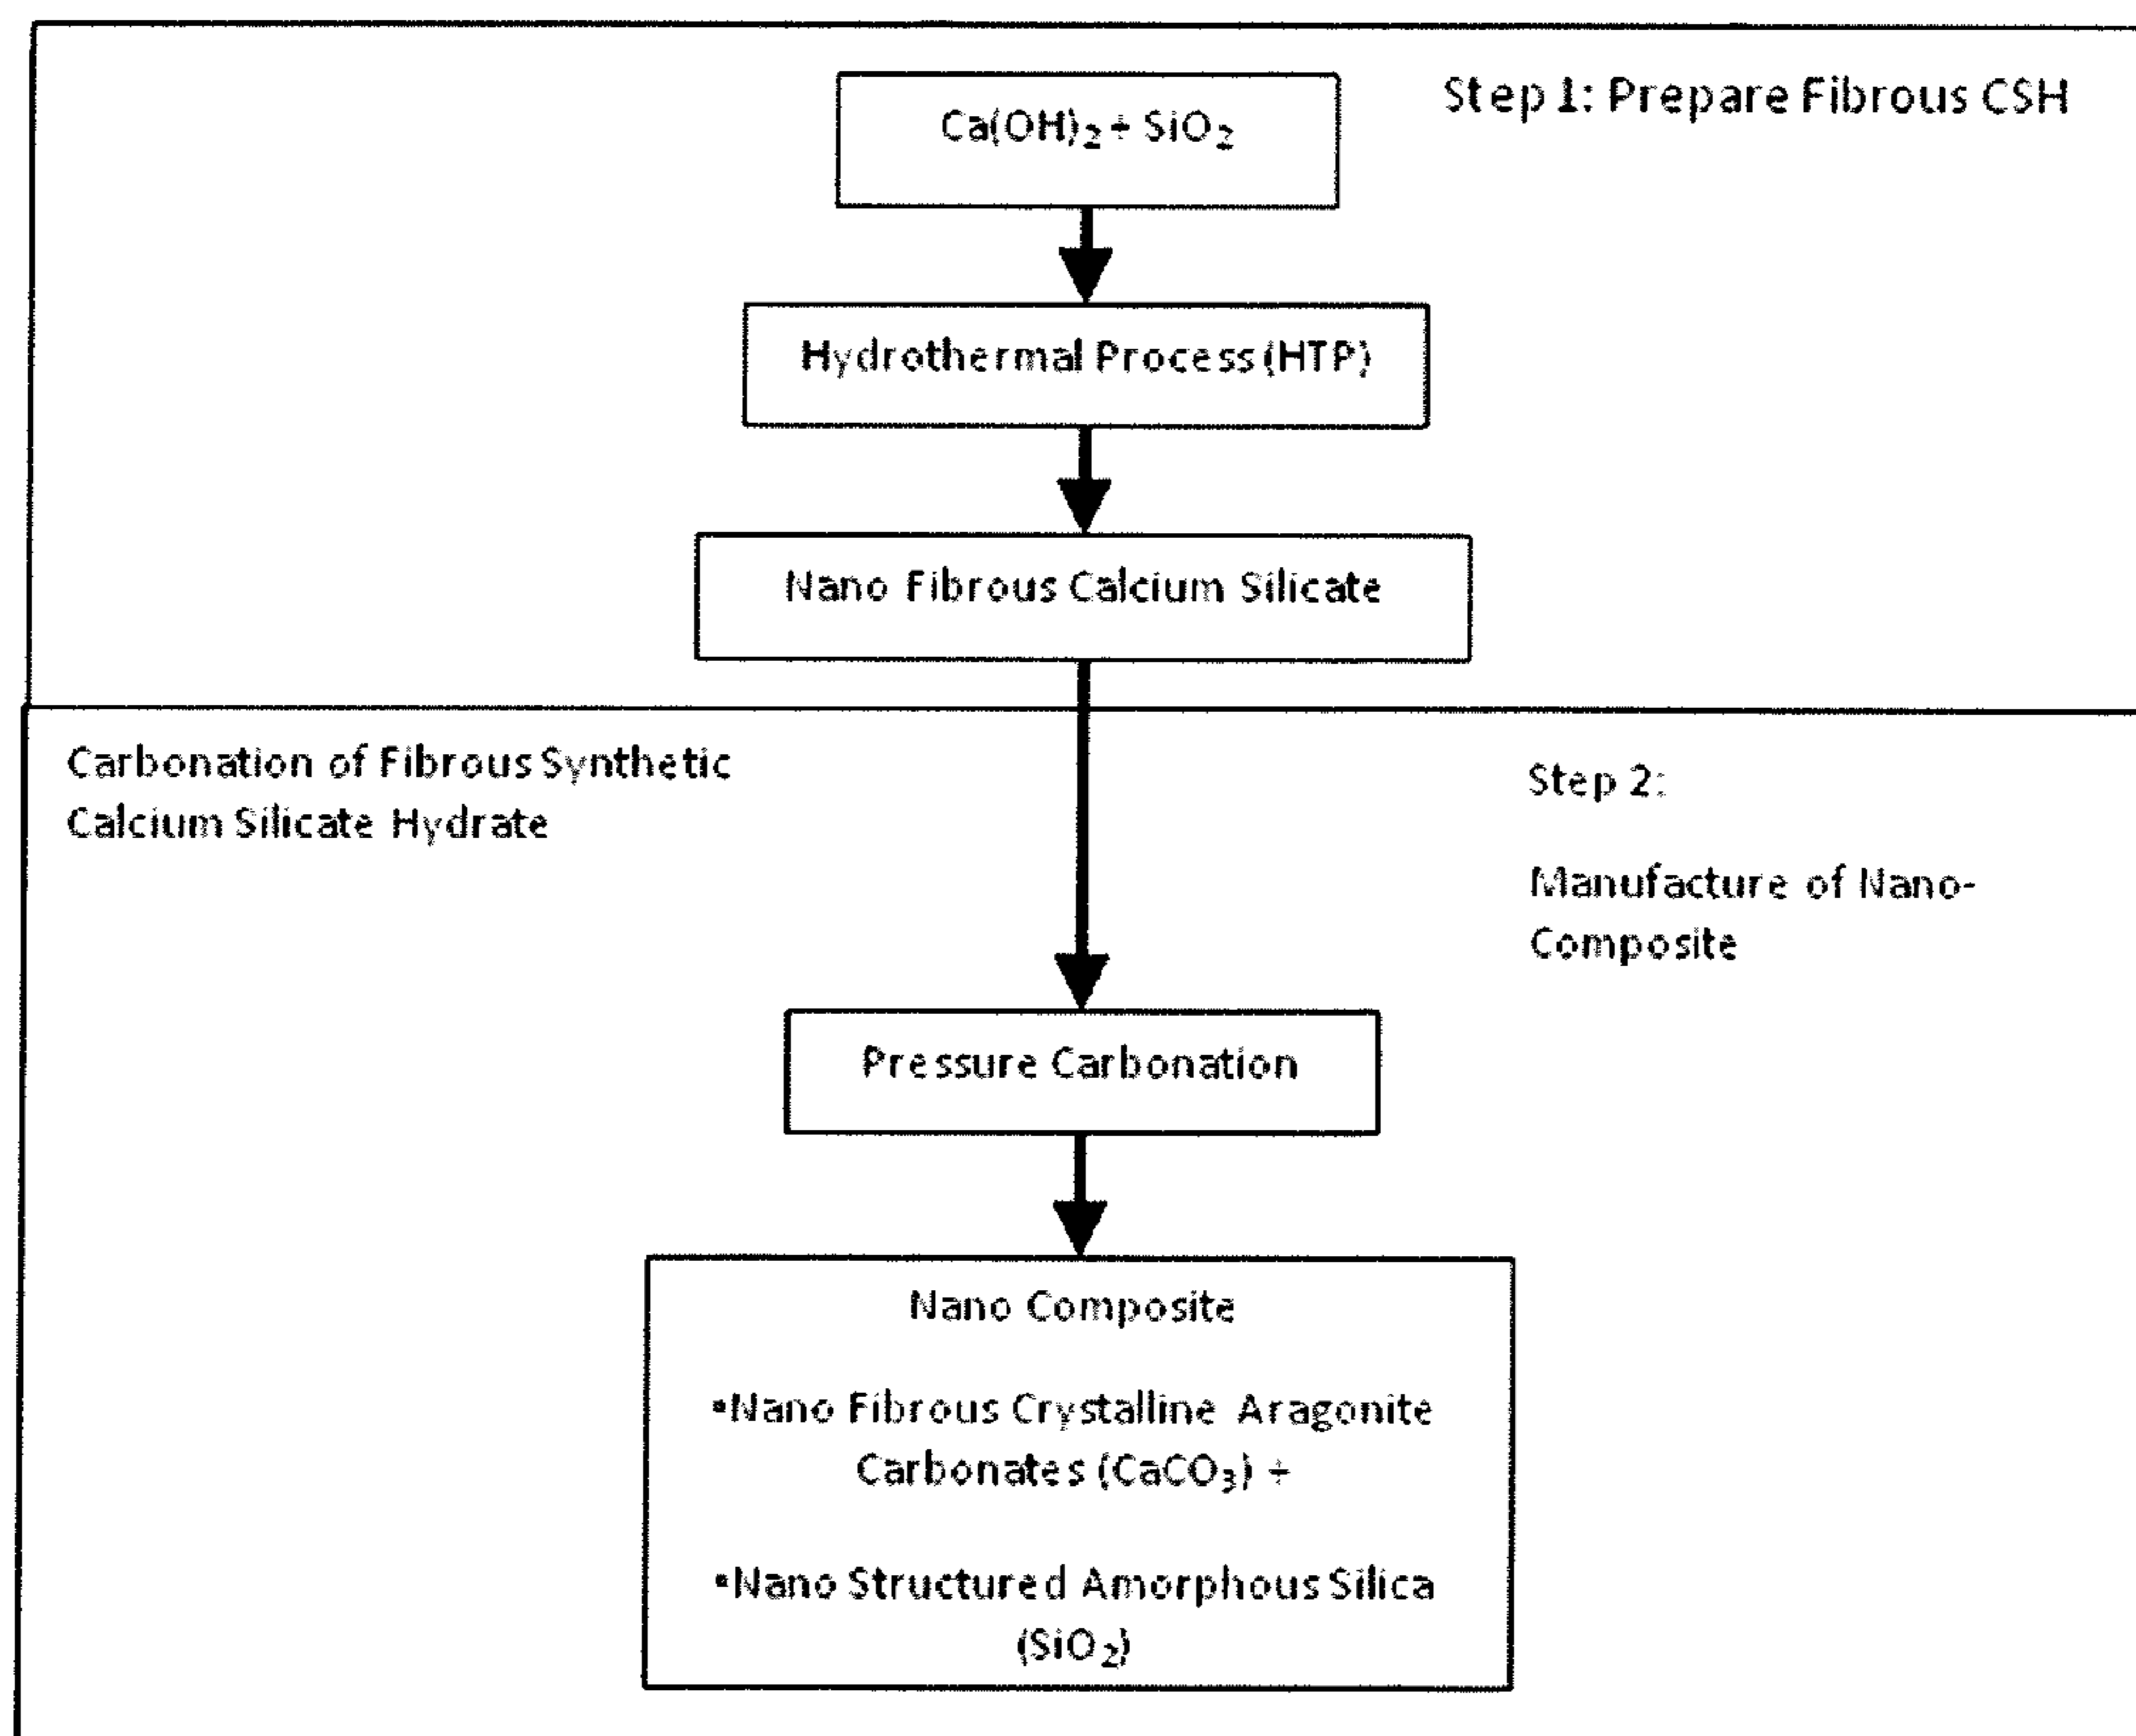 Step 1: Prepare Fibrous CSH
Ca(OH)₂ + SiO₂
Hydrothermal Process (HTP)
Nano Fibrous Calcium Silicate
Carbonation of Fibrous Synthetic
Calcium Silicate Hydrate
Step 2:
Manufacture of Nano-
Composite
Pressure Carbonation
Nano Composite
▪Nano Fibrous Crystalline Aragonite
Carbonates (CaCO₃) +
▪Nano Structured Amorphous Silica
(SiO₂)